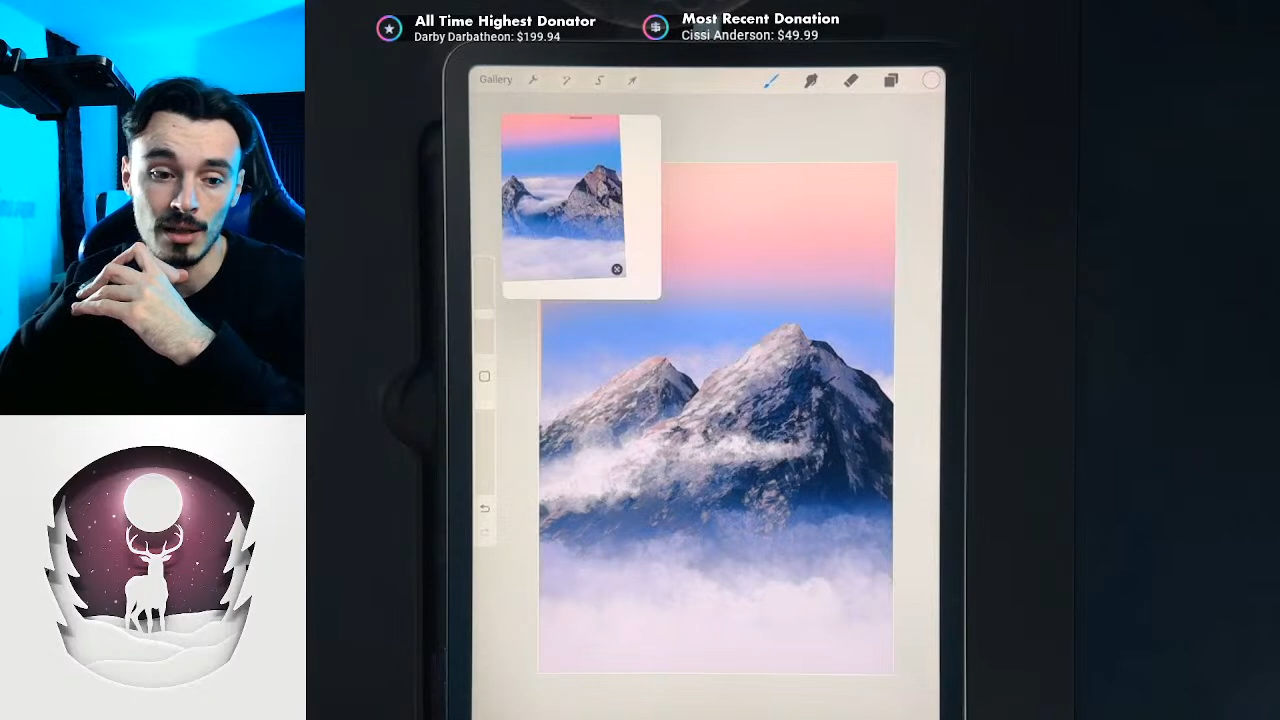 All Time Highest Donator
Darby Darbatheon: $199.94
Most Recent Donation
Cissi Anderson: $49.99
Gallery